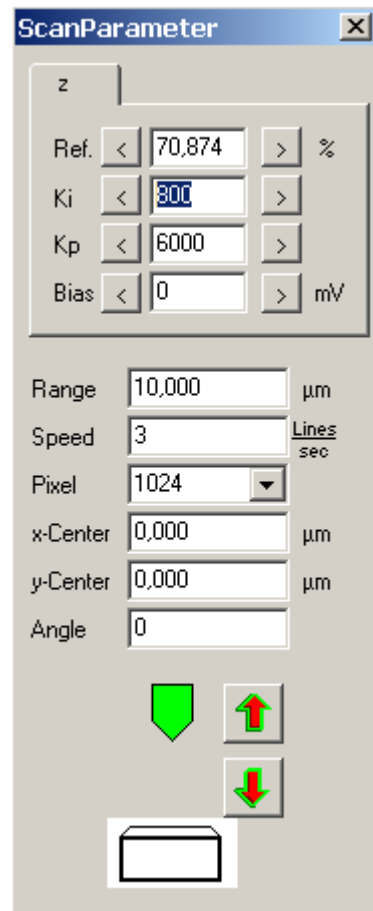 ScanParameter
z
Ref. < 70,874 > %
Ki < 800 >
Kp < 6000 >
Bias < 0 > mV
Range 10,000 µm
Speed 3 Lines
sec
Pixel 1024
x-Center 0,000 µm
y-Center 0,000 µm
Angle 0